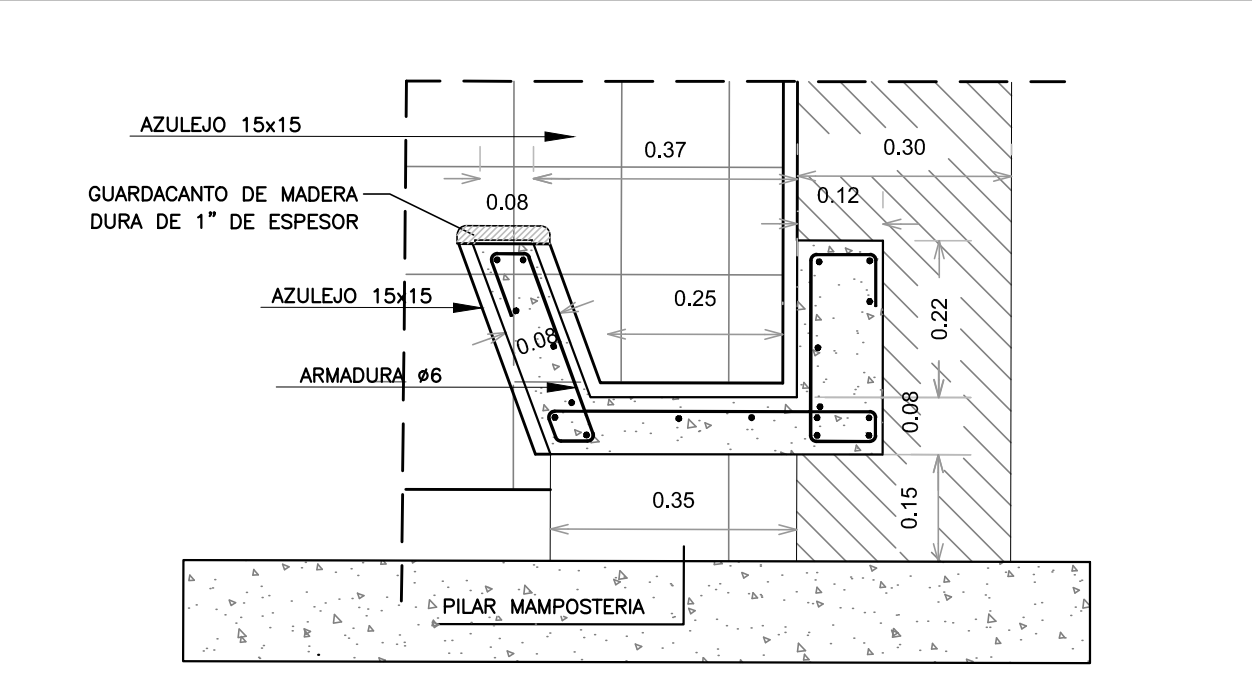 AZULEJO 15x15
0.37
0.30
GUARDACANTO DE MADERA
DURA DE 1” DE ESPESOR
0.08
0.12
AZULEJO 15x15
0.25
0.22
0.08
ARMADURA ø6
0.08
0.35
0.15
PILAR MAMPOSTERIA